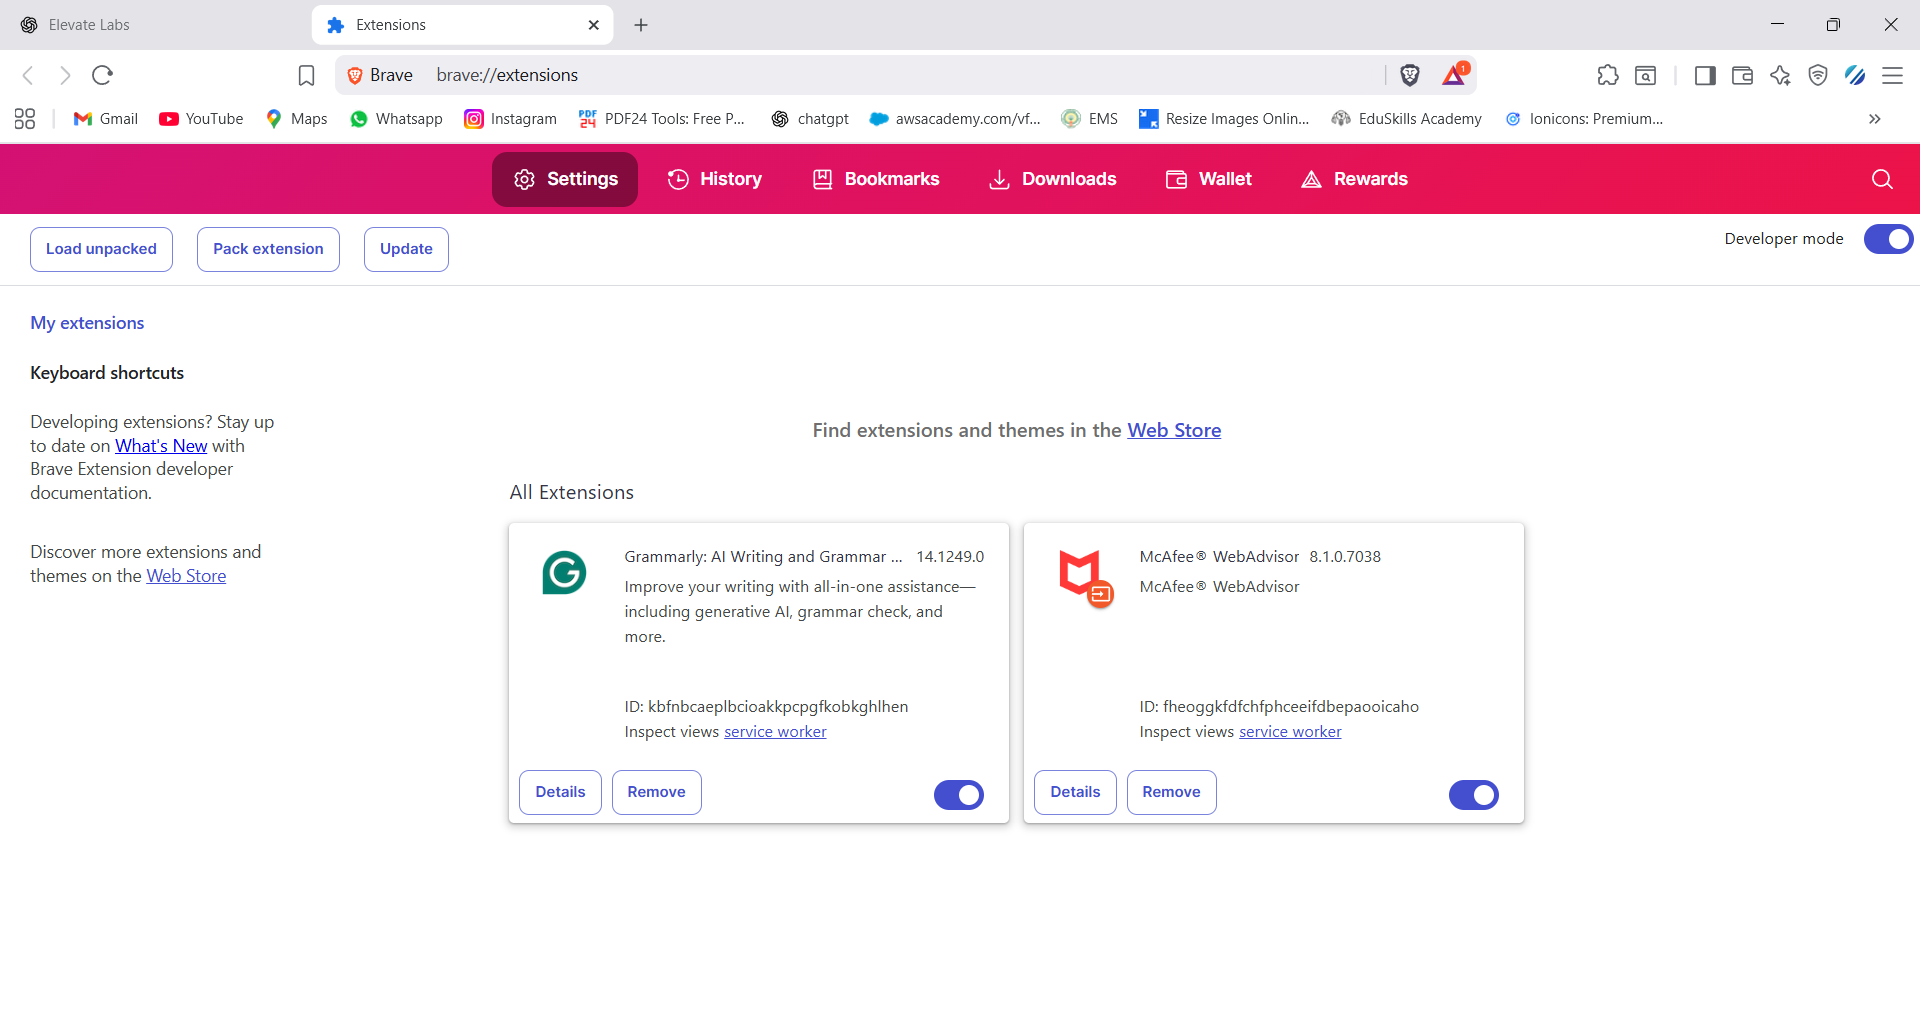 Elevate Labs
Extensions
Brave brave://extensions
1
Gmail YouTube Maps Whatsapp Instagram PDF24 Tools: Free P... chatgpt awsacademy.com/vf... EMS Resize Images Onlin... EduSkills Academy Ionicons: Premium... »
Settings History Bookmarks Downloads Wallet Rewards
Load unpacked Pack extension Update
Developer mode
My extensions
Keyboard shortcuts
Developing extensions? Stay up
to date on What's New with
Brave Extension developer
documentation.
Discover more extensions and
themes on the Web Store
Find extensions and themes in the Web Store
All Extensions
Grammarly: AI Writing and Grammar ... 14.1249.0
Improve your writing with all-in-one assistance—
including generative AI, grammar check, and
more.
ID: kbfnbcaeplbcioakkpcpgfkobkghlhen
Inspect views service worker
Details Remove
McAfee® WebAdvisor 8.1.0.7038
McAfee® WebAdvisor
ID: fheoggkfdfchfphceeifdbepaooicaho
Inspect views service worker
Details Remove